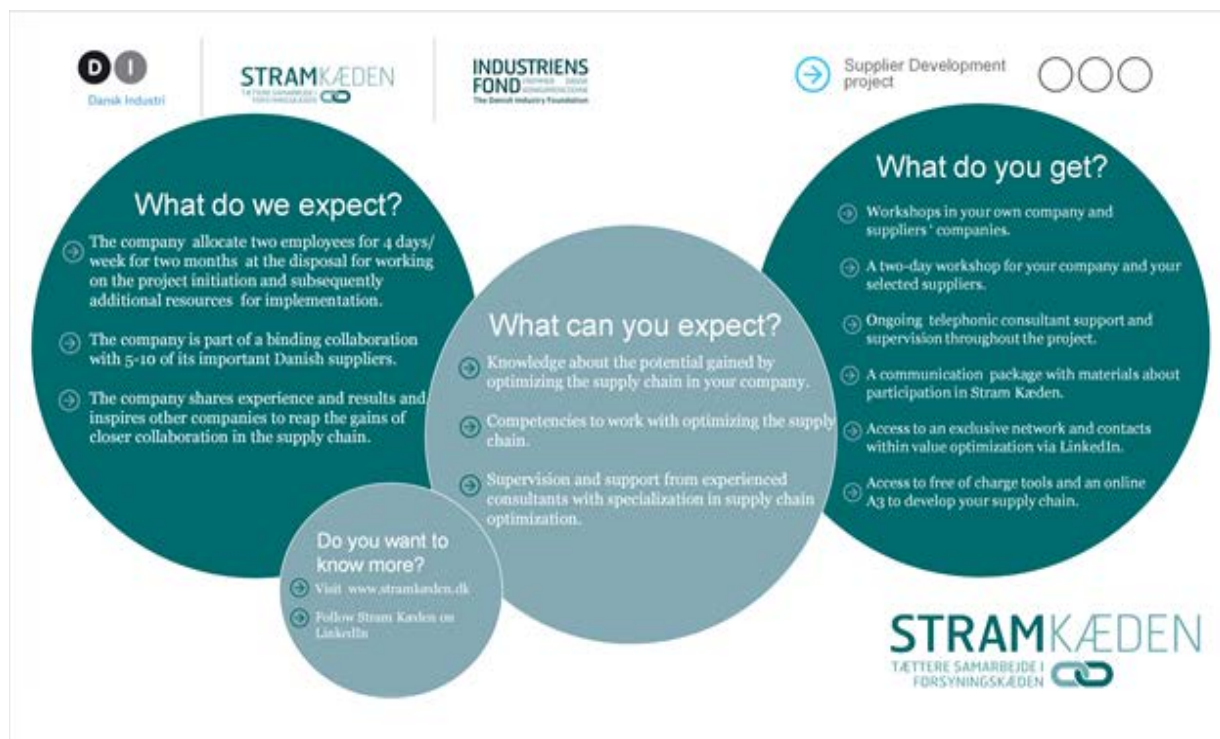 DI
Dansk Industri
STRAMKÆDEN
TÆTTERE SAMARBEJDE I
FORSYNINGSKÆDEN
INDUSTRIENS
FOND
The Danish Industry Foundation
Supplier Development
project
What do we expect?
The company allocate two employees for 4 days/
week for two months at the disposal for working
on the project initiation and subsequently
additional resources for implementation.
The company is part of a binding collaboration
with 5-10 of its important Danish suppliers.
The company shares experience and results and
inspires other companies to reap the gains of
closer collaboration in the supply chain.
Do you want to
know more?
Visit www.stramkæden.dk
Follow Stram Kæden on
LinkedIn
What can you expect?
Knowledge about the potential gained by
optimizing the supply chain in your company.
Competencies to work with optimizing the supply
chain.
Supervision and support from experienced
consultants with specialization in supply chain
optimization.
What do you get?
Workshops in your own company and
suppliers' companies.
A two-day workshop for your company and your
selected suppliers.
Ongoing telephonic consultant support and
supervision throughout the project.
A communication package with materials about
participation in Stram Kæden.
Access to an exclusive network and contacts
within value optimization via LinkedIn.
Access to free of charge tools and an online
A3 to develop your supply chain.
STRAMKÆDEN
TÆTTERE SAMARBEJDE I
FORSYNINGSKÆDEN